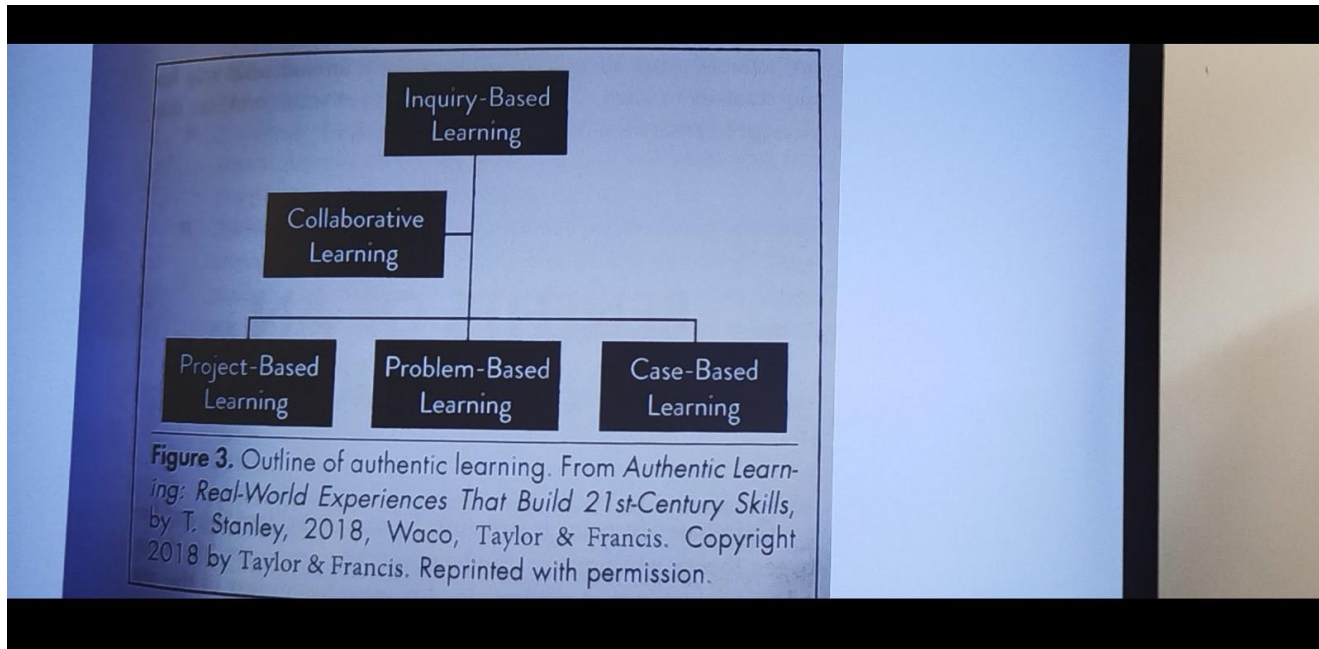 Inquiry-Based
Learning
Collaborative
Learning
Project-Based
Learning
Problem-Based
Learning
Case-Based
Learning
Figure 3. Outline of authentic learning. From Authentic Learn-
ing: Real-World Experiences That Build 21st-Century Skills,
by T. Stanley, 2018, Waco, Taylor & Francis. Copyright
2018 by Taylor & Francis. Reprinted with permission.